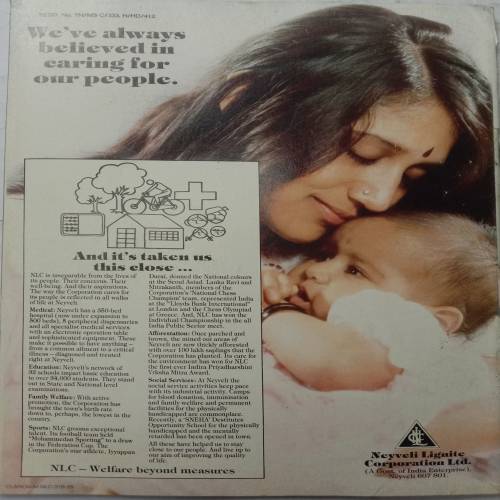 We've always
believed in
caring for
our people.
And it's taken us
this close ...
NLC is inseparable from the lives of
its people. Their concerns. Their
well-being. And their aspirations.
The way the Corporation cares for
its people is reflected in all walks
of life at Neyveli.
Medical: Neyveli has a 350-bed
hospital (now under expansion to
500 beds), 8 peripheral dispensaries
and all specialist medical services
with an electronic operation table
and sophisticated equipment. These
make it possible to have anything —
from a common ailment to a critical
illness — diagnosed and treated
right at Neyveli.
Education: Neyveli's network of
32 schools impart basic education
to over 24,000 students. They stand
out in State and National level
examinations.
Family Welfare: With active
promotion, the Corporation has
brought the town's birth rate
down to, perhaps, the lowest in the
country.
Sports: NLC grooms exceptional
talent. Its football team held
"Mohammedan Sporting" to a draw
in the Federation Cup. The
Corporation's star athlete, Iyyappan
Durai, donned the National colours
at the Seoul Asiad. Lanka Ravi and
Mitrakanth, members of the
Corporation's 'National Chess
Champion' team, represented India
at the "Lloyds Bank International"
at London and the Chess Olympiad
at Greece. And, NLC has won the
Individual Championship in the all
India Public Sector meet.
Afforestation: Once parched and
brown, the mined out areas of
Neyveli are now thickly afforested
with over 100 lakh saplings that the
Corporation has planted. Its care for
the environment has won for NLC
the first ever Indira Priyadharshini
Vriksha Mitra Award.
Social Services: At Neyveli the
social service activities keep pace
with its industrial activity. Camps
for blood donation, immunisation
and family welfare and permanent
facilities for the physically
handicapped are commonplace.
Recently, a 'SNEHA' Destitutes
Opportunity School for the physically
handicapped and the mentally
retarded has been opened in town.
All these have helped us to stay
close to our people. And live up to
our aim of improving the quality
of life.
NLC — Welfare beyond measures
Neyveli Lignite
Corporation Ltd.
(A Govt. of India Enterprise),
Neyveli 607 801.